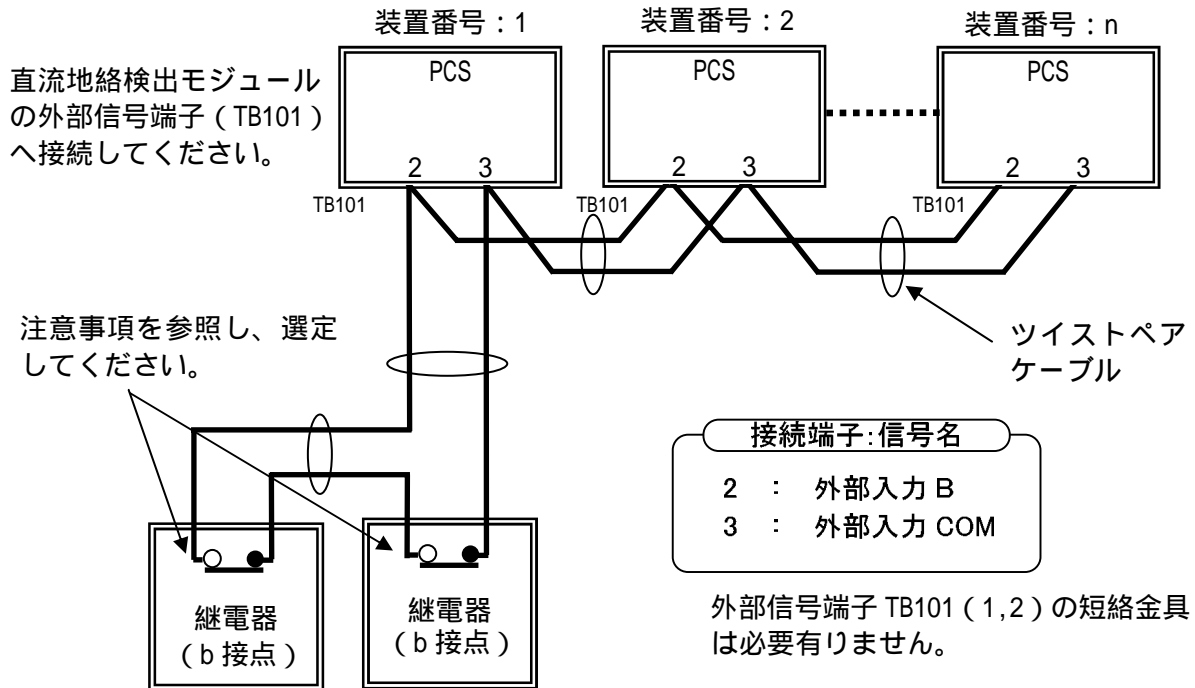 装置番号：1
装置番号：2
装置番号：n
直流地絡検出モジュール
の外部信号端子（TB101）
へ接続してください。
PCS
PCS
PCS
2 3
2 3
2 3
TB101
TB101
TB101
注意事項を参照し、選定
してください。
ツイストペア
ケーブル
接続端子:信号名
2 : 外部入力 B
3 : 外部入力 COM
継電器
（b 接点）
継電器
（b 接点）
外部信号端子 TB101（1,2）の短絡金具
は必要有りません。